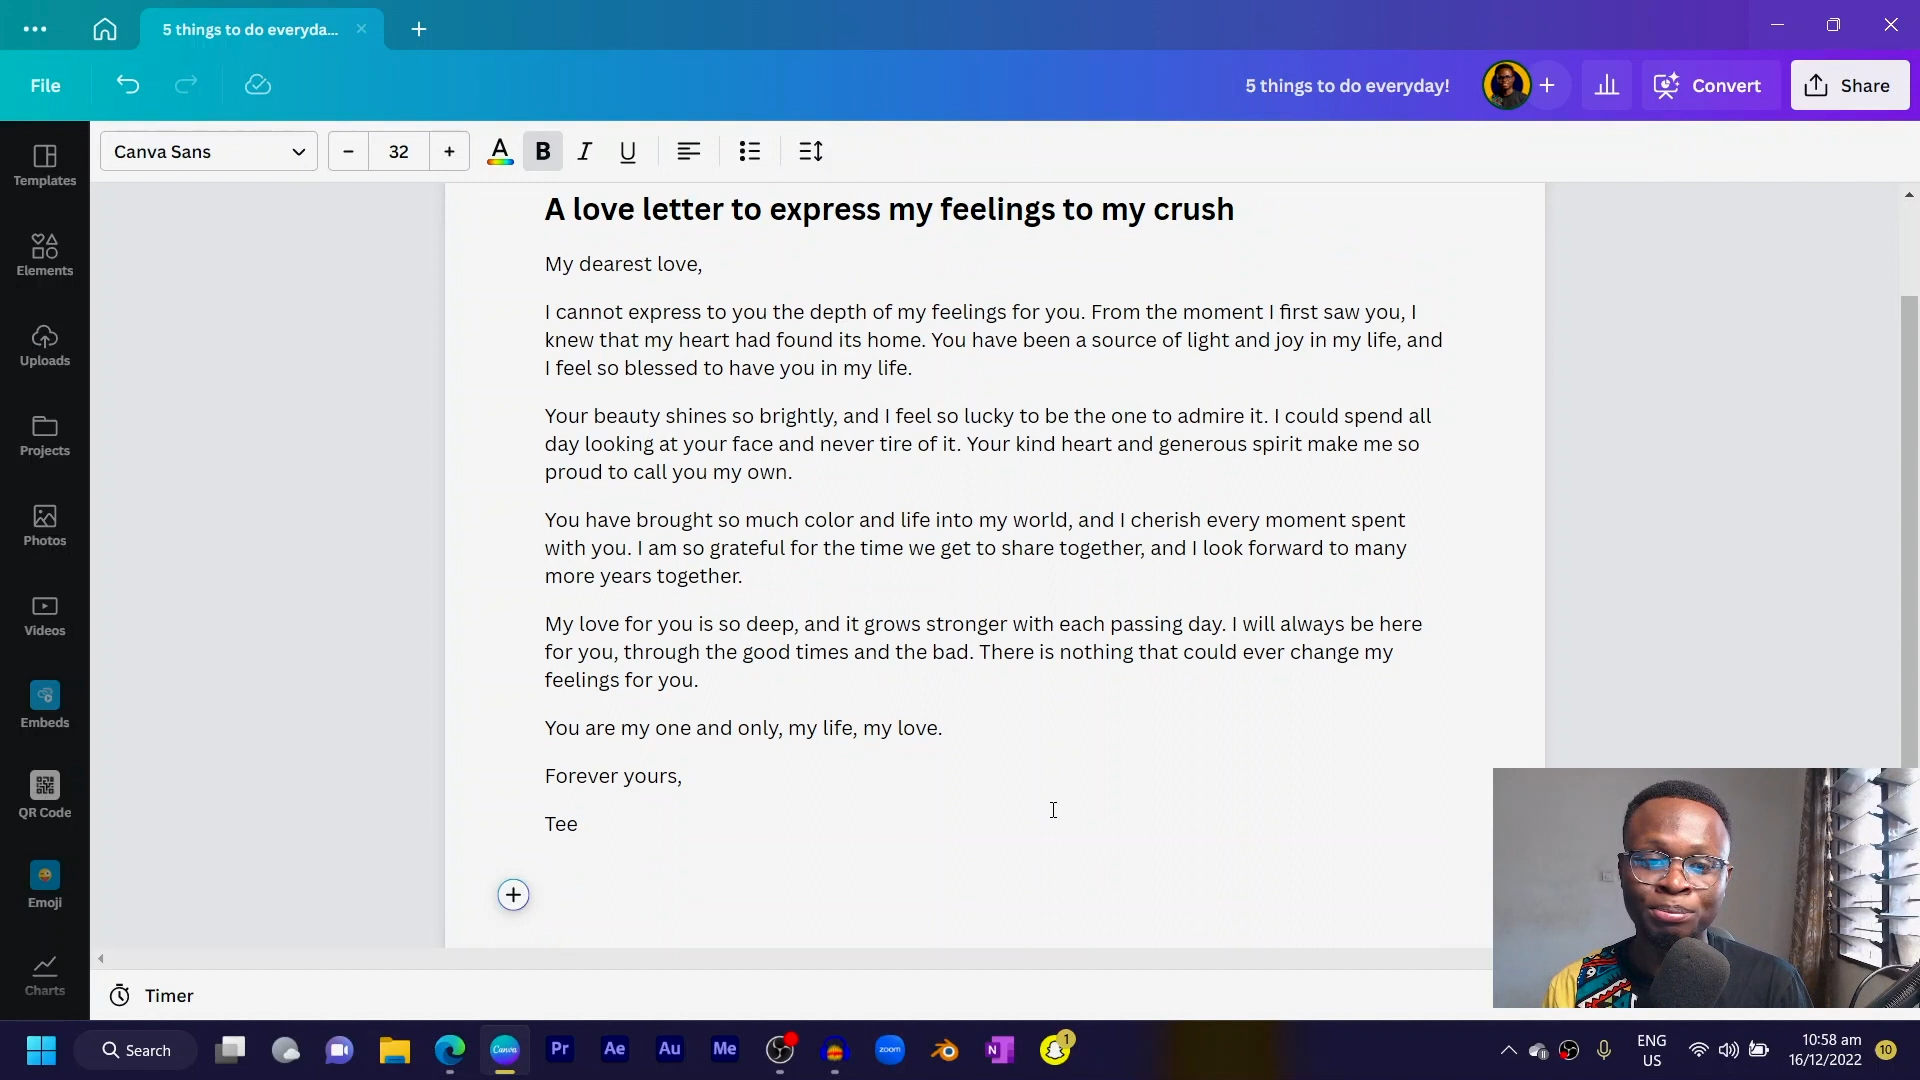 5 things to do everyda...
File
5 things to do everyday!
Convert
Share
Canva Sans
32
A
B
I
U
Templates
Elements
Uploads
Projects
Photos
Videos
Embeds
QR Code
Emoji
Charts
A love letter to express my feelings to my crush
My dearest love,
I cannot express to you the depth of my feelings for you. From the moment I first saw you, I
knew that my heart had found its home. You have been a source of light and joy in my life, and
I feel so blessed to have you in my life.
Your beauty shines so brightly, and I feel so lucky to be the one to admire it. I could spend all
day looking at your face and never tire of it. Your kind heart and generous spirit make me so
proud to call you my own.
You have brought so much color and life into my world, and I cherish every moment spent
with you. I am so grateful for the time we get to share together, and I look forward to many
more years together.
My love for you is so deep, and it grows stronger with each passing day. I will always be here
for you, through the good times and the bad. There is nothing that could ever change my
feelings for you.
You are my one and only, my life, my love.
Forever yours,
Tee
Timer
Search
Canva
Pr
Ae
Au
Me
zoom
N
1
ENG
US
10:58 am
16/12/2022
10